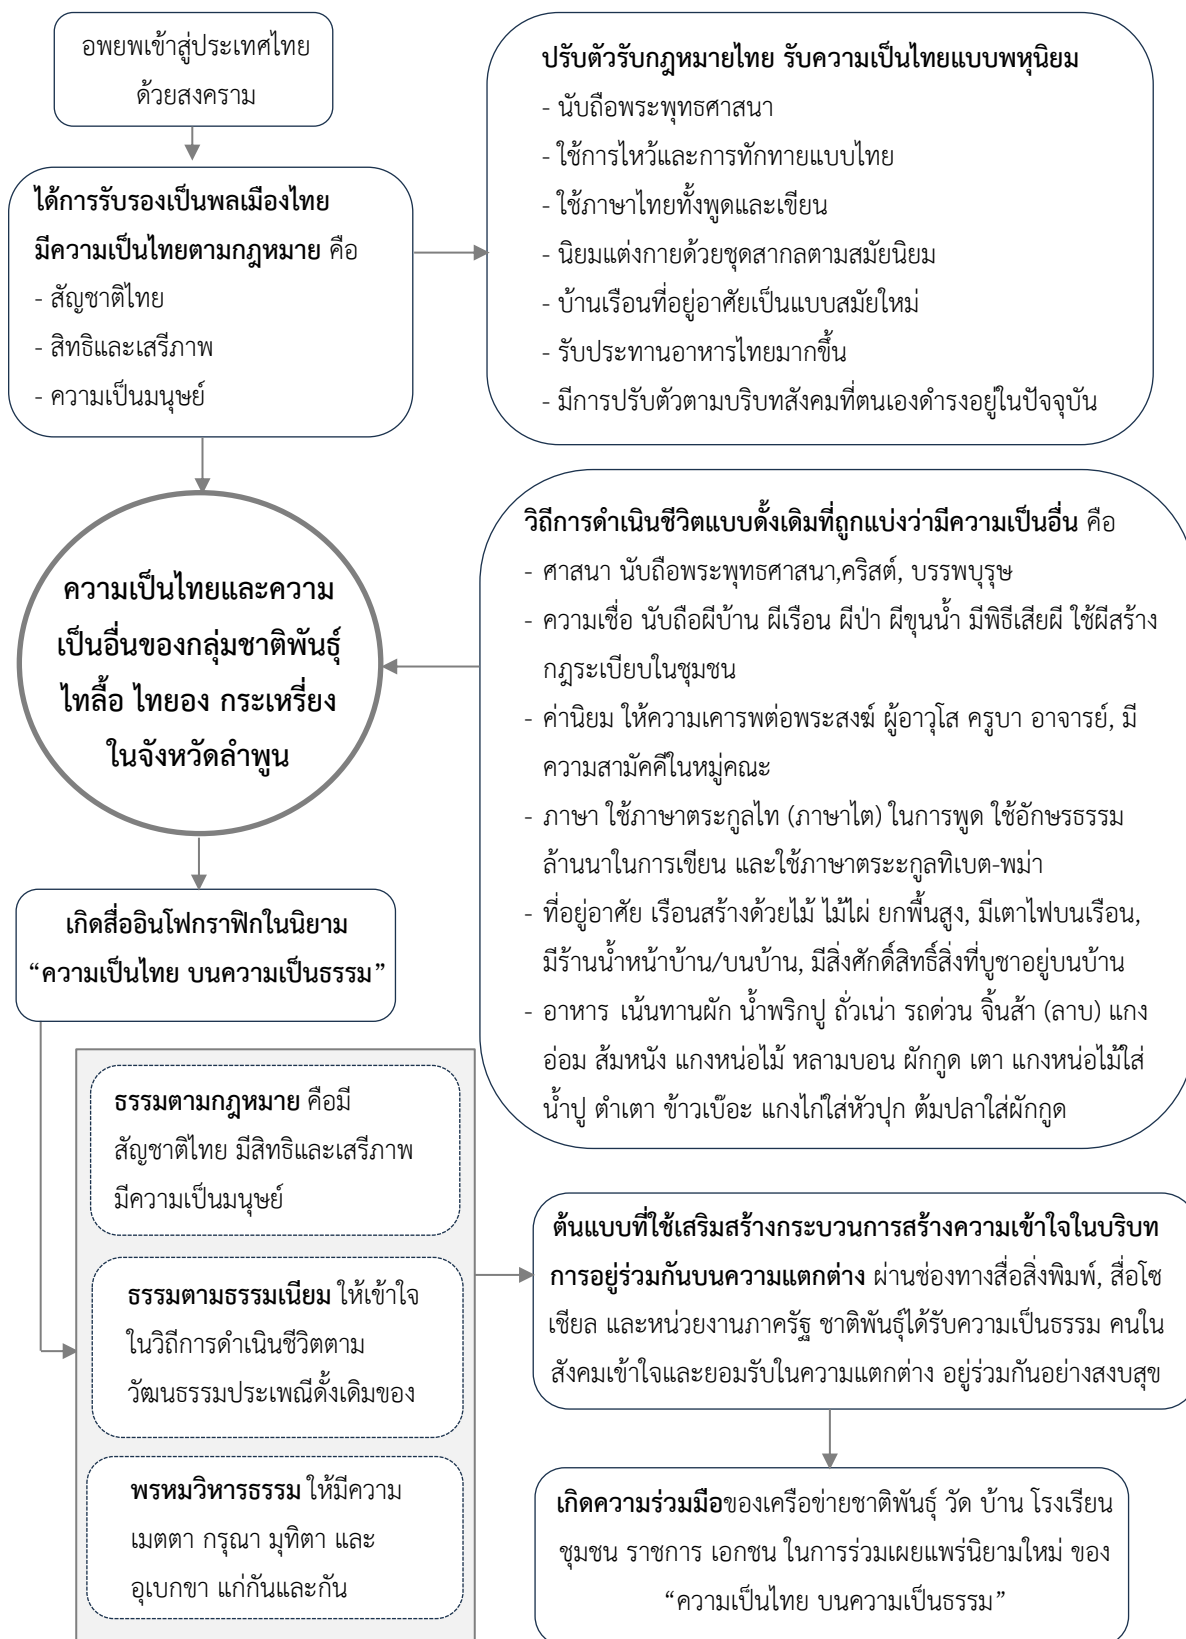 อพยพเข้าสู่ประเทศไทย
ด้วยสงคราม
ได้การรับรองเป็นพลเมืองไทย
มีความเป็นไทยตามกฎหมาย คือ
- สัญชาติไทย
- สิทธิและเสรีภาพ
- ความเป็นมนุษย์
ปรับตัวรับกฎหมายไทย รับความเป็นไทยแบบพหุนิยม
- นับถือพระพุทธศาสนา
- ใช้การไหว้และการทักทายแบบไทย
- ใช้ภาษาไทยทั้งพูดและเขียน
- นิยมแต่งกายด้วยชุดสากลตามสมัยนิยม
- บ้านเรือนที่อยู่อาศัยเป็นแบบสมัยใหม่
- รับประทานอาหารไทยมากขึ้น
- มีการปรับตัวตามบริบทสังคมที่ตนเองดำรงอยู่ในปัจจุบัน
ความเป็นไทยและความ
เป็นอื่นของกลุ่มชาติพันธุ์
ไทลื้อ ไทยอง กระเหรี่ยง
ในจังหวัดลำพูน
วิถีการดำเนินชีวิตแบบดั้งเดิมที่ถูกแบ่งว่ามีความเป็นอื่น คือ
- ศาสนา นับถือพระพุทธศาสนา,คริสต์, บรรพบุรุษ
- ความเชื่อ นับถือผีบ้าน ผีเรือน ผีป่า ผีขุนน้ำ มีพิธีเสียผี ใช้ผีสร้าง
กฎระเบียบในชุมชน
- ค่านิยม ให้ความเคารพต่อพระสงฆ์ ผู้อาวุโส ครูบา อาจารย์, มี
ความสามัคคีในหมู่คณะ
- ภาษา ใช้ภาษาตระกูลไท (ภาษาไต) ในการพูด ใช้อักษรธรรม
ล้านนาในการเขียน และใช้ภาษาตระะกูลทิเบต-พม่า
- ที่อยู่อาศัย เรือนสร้างด้วยไม้ ไม้ไผ่ ยกพื้นสูง, มีเตาไฟบนเรือน,
มีร้านน้ำหน้าบ้าน/บนบ้าน, มีสิ่งศักดิ์สิทธิ์สิ่งที่บูชาอยู่บนบ้าน
- อาหาร เน้นทานผัก น้ำพริกปู ถั่วเน่า รถด่วน จิ้นส้า (ลาบ) แกง
อ่อม ส้มหนัง แกงหน่อไม้ หลามบอน ผักกูด เตา แกงหน่อไม้ใส่
น้ำปู ตำเตา ข้าวเบ๊อะ แกงไก่ใส่หัวปุก ต้มปลาใส่ผักกูด
เกิดสื่ออินโฟกราฟิกในนิยาม
“ความเป็นไทย บนความเป็นธรรม”
ธรรมตามกฎหมาย คือมี
สัญชาติไทย มีสิทธิและเสรีภาพ
มีความเป็นมนุษย์
ธรรมตามธรรมเนียม ให้เข้าใจ
ในวิถีการดำเนินชีวิตตาม
วัฒนธรรมประเพณีดั้งเดิมของ
พรหมวิหารธรรม ให้มีความ
เมตตา กรุณา มุทิตา และ
อุเบกขา แก่กันและกัน
ต้นแบบที่ใช้เสริมสร้างกระบวนการสร้างความเข้าใจในบริบท
การอยู่ร่วมกันบนความแตกต่าง ผ่านช่องทางสื่อสิ่งพิมพ์, สื่อโซ
เชียล และหน่วยงานภาครัฐ ชาติพันธุ์ได้รับความเป็นธรรม คนใน
สังคมเข้าใจและยอมรับในความแตกต่าง อยู่ร่วมกันอย่างสงบสุข
เกิดความร่วมมือของเครือข่ายชาติพันธุ์ วัด บ้าน โรงเรียน
ชุมชน ราชการ เอกชน ในการร่วมเผยแพร่นิยามใหม่ ของ
“ความเป็นไทย บนความเป็นธรรม”